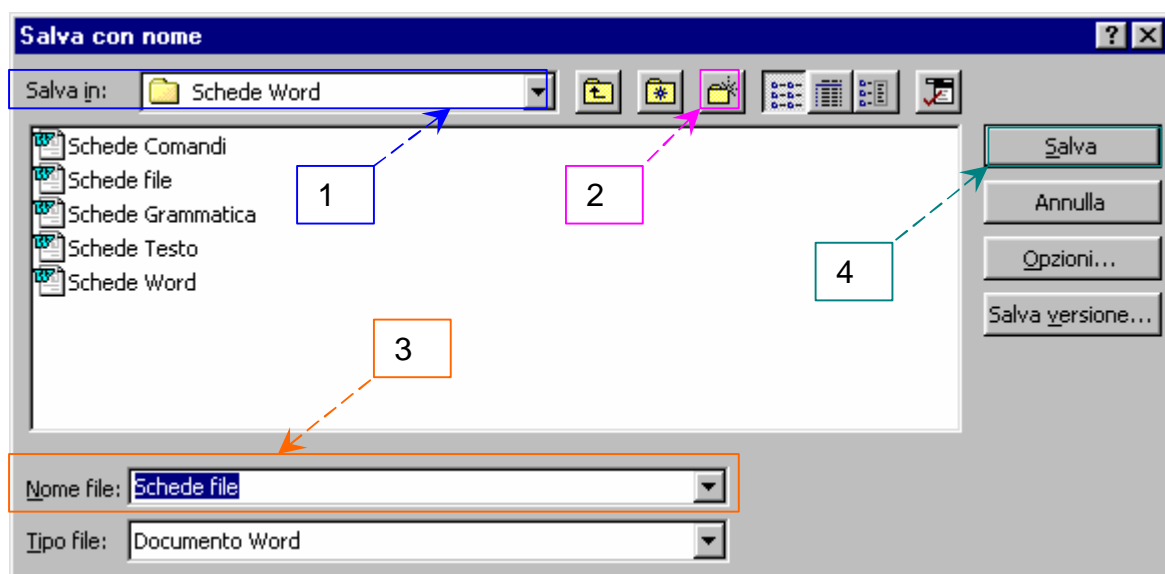 Salva con nome
Salva in: Schede Word
Schede Comandi
Schede file
Schede Grammatica
Schede Testo
Schede Word
1
2
3
4
Salva
Annulla
Opzioni...
Salva versione...
Nome file: Schede file
Tipo file: Documento Word